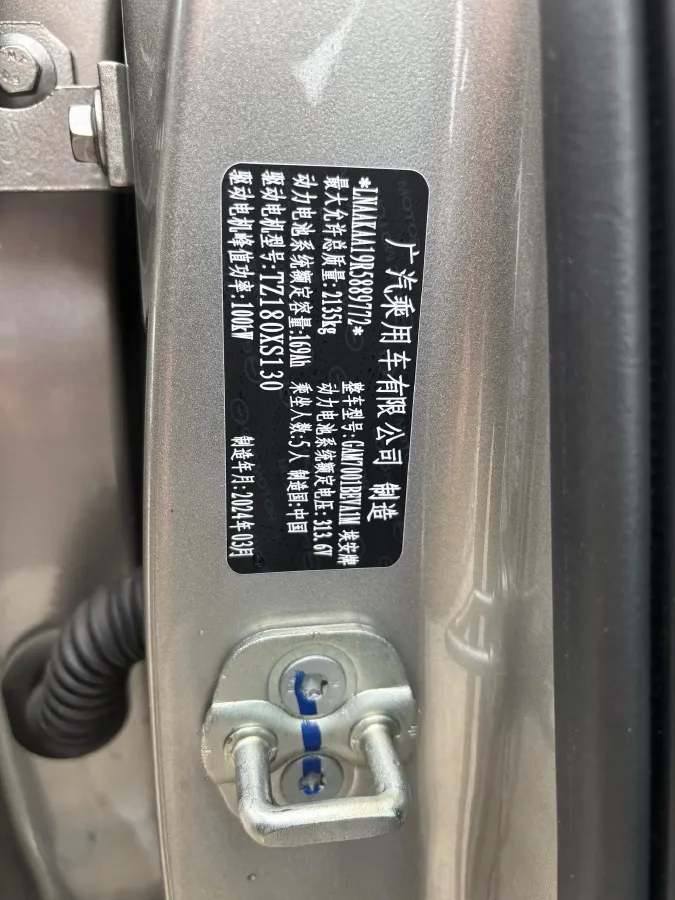 广汽乘用车有限公司 制造
*LNAAKAA19R5889772* 整车型号:GAM7001BEVA1M 埃安牌
最大允许总质量:2135kg 动力电池系统额定电压:313.6V
动力电池系统额定容量:169Ah 乘坐人数:5人 制造国:中国
驱动电机型号:TZ180XS130
驱动电机峰值功率:100kW 制造年月:2024年03月